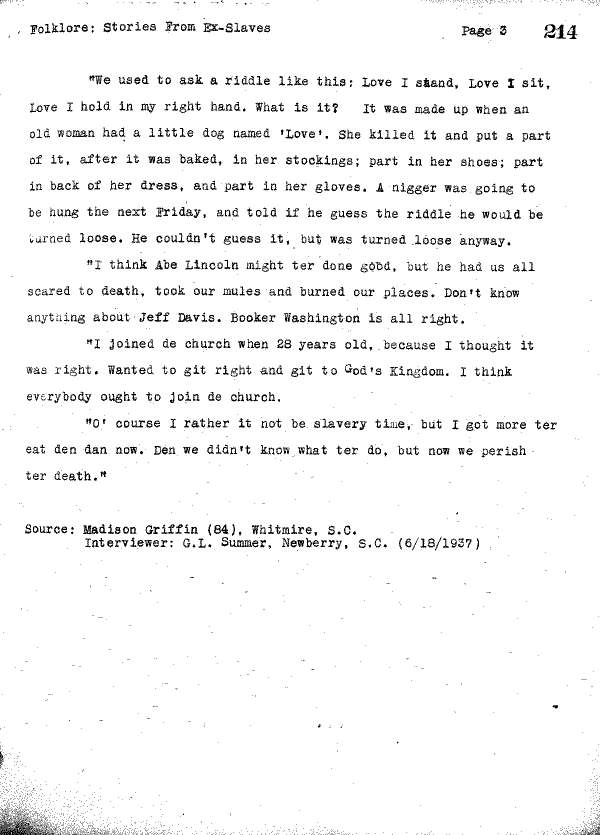 Folklore: Stories From Ex-Slaves Page 3 214
"We used to ask a riddle like this: Love I stand, Love I sit,
Love I hold in my right hand. What is it? It was made up when an
old woman had a little dog named 'Love'. She killed it and put a part
of it, after it was baked, in her stockings; part in her shoes; part
in back of her dress, and part in her gloves. A nigger was going to
be hung the next Friday, and told if he guess the riddle he would be
turned loose. He couldn't guess it, but was turned loose anyway.
"I think Abe Lincoln might ter done good, but he had us all
scared to death, took our mules and burned our places. Don't know
anything about Jeff Davis. Booker Washington is all right.
"I joined de church when 28 years old, because I thought it
was right. Wanted to git right and git to God's Kingdom. I think
everybody ought to join de church.
"O' course I rather it not be slavery time, but I got more ter
eat den dan now. Den we didn't know what ter do, but now we perish
ter death."
Source: Madison Griffin (84), Whitmire, S.C.
Interviewer: G.L. Summer, Newberry, S.C. (6/18/1937)